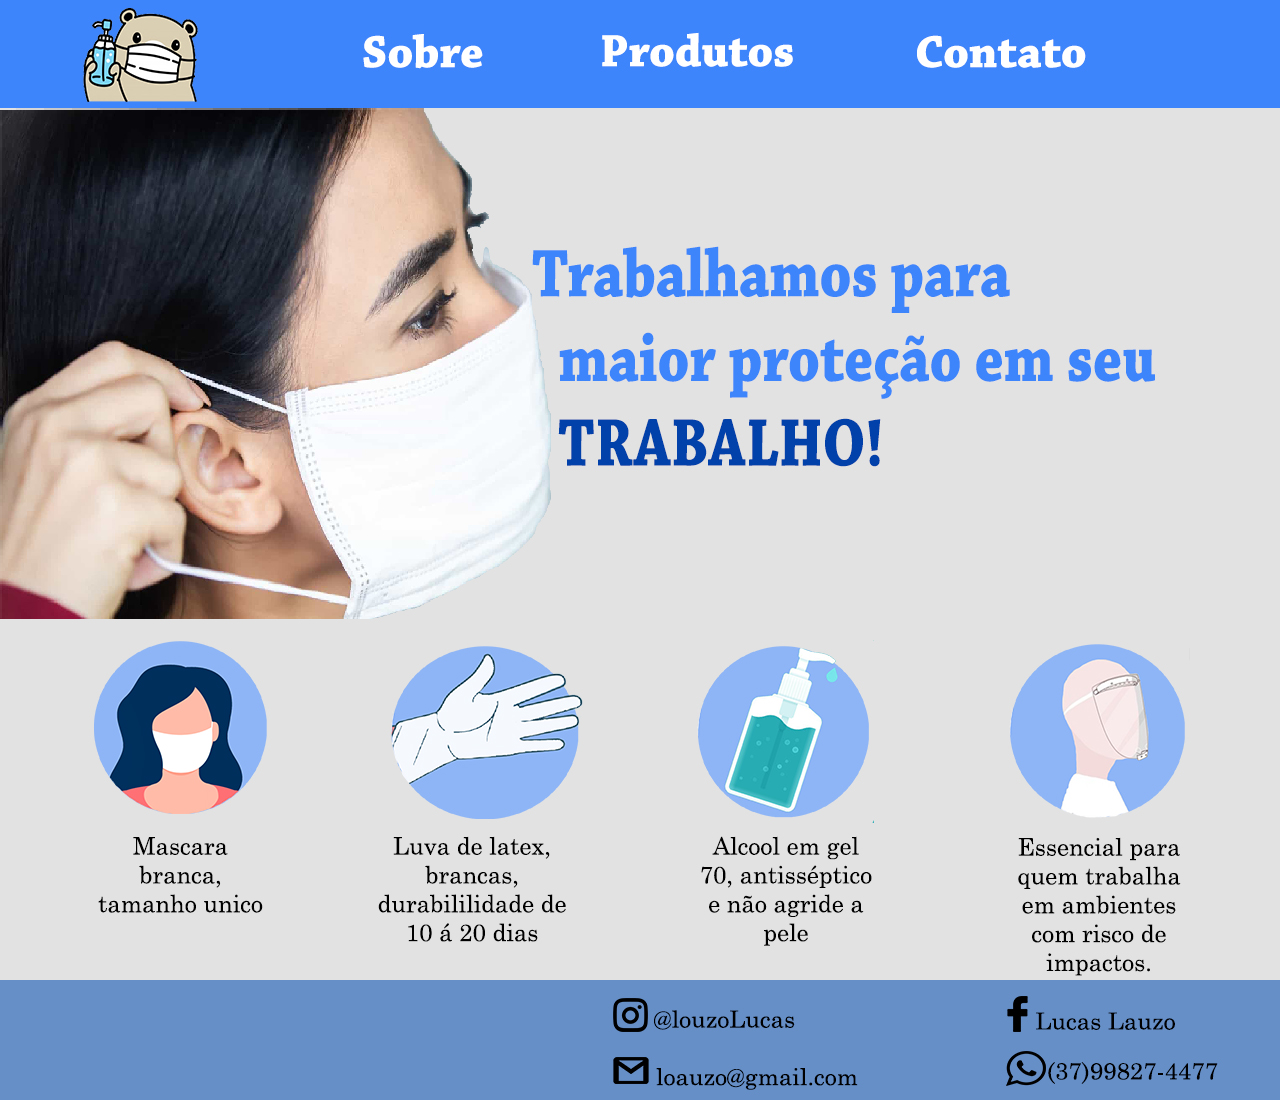 Sobre
Produtos
Contato
Trabalhamos para
maior proteção em seu
TRABALHO!
Mascara
branca,
tamanho unico
Luva de latex,
brancas,
durabililidade de
10 á 20 dias
Alcool em gel
70, antisséptico
e não agride a
pele
Essencial para
quem trabalha
em ambientes
com risco de
impactos.
@louzoLucas
Lucas Lauzo
loauzo@gmail.com
(37)99827-4477